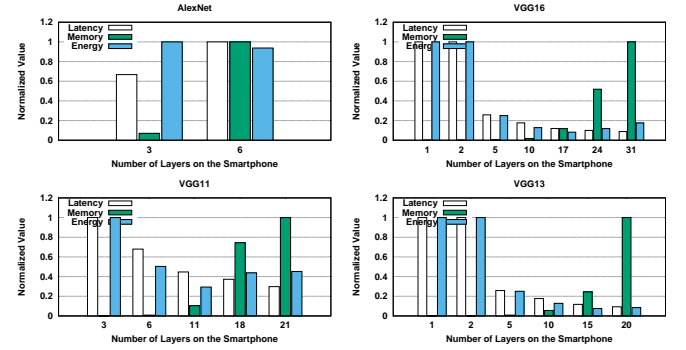 AlexNet
Normalized Value
1.2
1
0.8
0.6
0.4
0.2
0
Latency
Memory
Energy
3 6
Number of Layers on the Smartphone
VGG16
Normalized Value
1.2
1
0.8
0.6
0.4
0.2
0
Latency
Memory
Energy
1 2 5 10 17 24 31
Number of Layers on the Smartphone
VGG11
Normalized Value
1.2
1
0.8
0.6
0.4
0.2
0
Latency
Memory
Energy
3 6 11 18 21
Number of Layers on the Smartphone
VGG13
Normalized Value
1.2
1
0.8
0.6
0.4
0.2
0
Latency
Memory
Energy
1 2 5 10 15 20
Number of Layers on the Smartphone